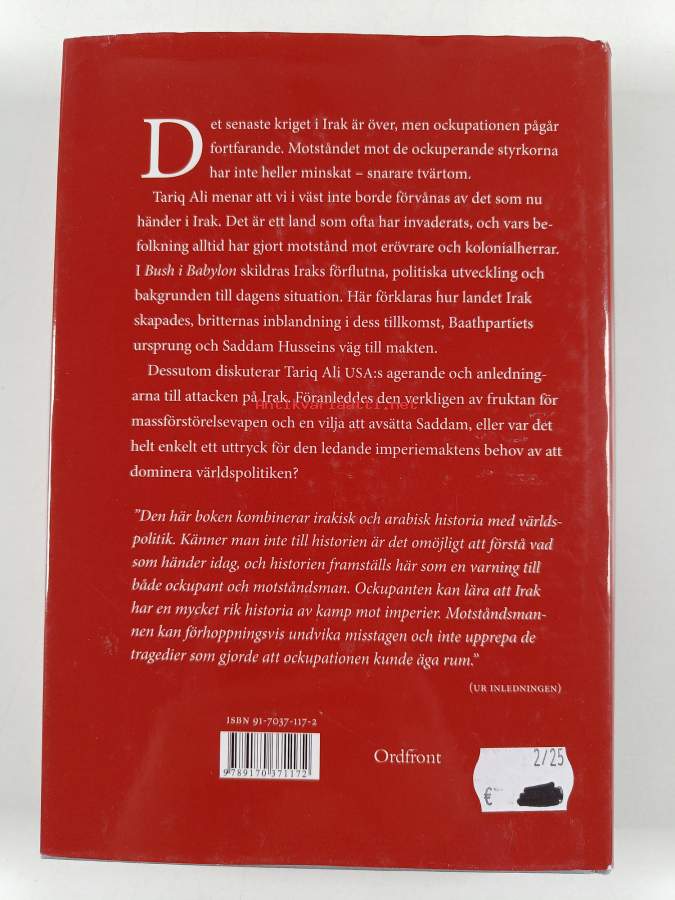 Det senaste kriget i Irak är över, men ockupationen pågår
fortfarande. Motståndet mot de ockuperande styrkorna
har inte heller minskat – snarare tvärtom.
Tariq Ali menar att vi i väst inte borde förvånas av det som nu
händer i Irak. Det är ett land som ofta har invaderats, och vars be-
folkning alltid har gjort motstånd mot erövrare och kolonialherrar.
I Bush i Babylon skildras Iraks förflutna, politiska utveckling och
bakgrunden till dagens situation. Här förklaras hur landet Irak
skapades, britternas inblandning i dess tillkomst, Baathpartiets
ursprung och Saddam Husseins väg till makten.
Dessutom diskuterar Tariq Ali USA:s agerande och anledning-
arna till attacken på Irak. Föranleddes den verkligen av fruktan för
antikvariaatti.net
massförstörelsevapen och en vilja att avsätta Saddam, eller var det
helt enkelt ett uttryck för den ledande imperiemaktens behov av att
dominera världspolitiken?
”Den här boken kombinerar irakisk och arabisk historia med världs-
politik. Känner man inte till historien är det omöjligt att förstå vad
som händer idag, och historien framställs här som en varning till
både ockupant och motståndsman. Ockupanten kan lära att Irak
har en mycket rik historia av kamp mot imperier. Motståndsman-
nen kan förhoppningsvis undvika misstagen och inte upprepa de
tragedier som gjorde att ockupationen kunde äga rum.”
(UR INLEDNINGEN)
ISBN 91-7037-117-2
9789170371172
Ordfront
2/25
€